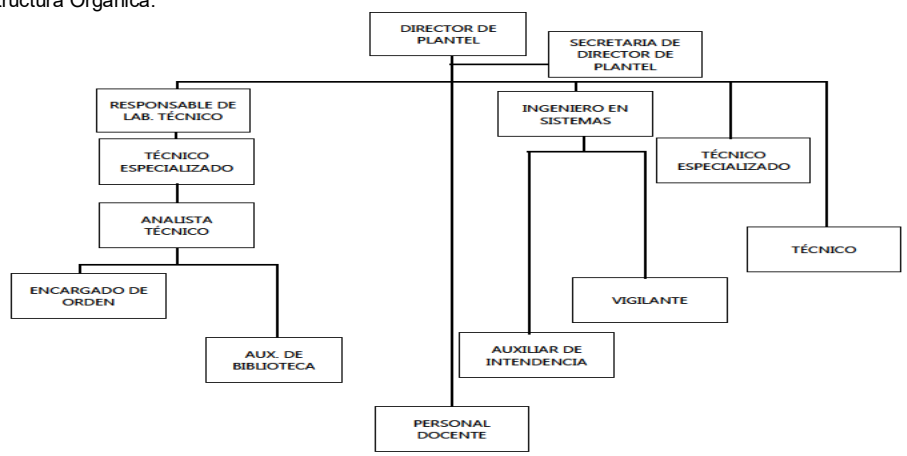 ructura Orgánica.
DIRECTOR DE
PLANTEL
SECRETARIA DE
DIRECTOR DE
PLANTEL
RESPONSABLE DE
LAB. TÉCNICO
INGENIERO EN
SISTEMAS
TÉCNICO
ESPECIALIZADO
TÉCNICO
ESPECIALIZADO
ANALISTA
TÉCNICO
TÉCNICO
ENCARGADO DE
ORDEN
VIGILANTE
AUX. DE
BIBLIOTECA
AUXILIAR DE
INTENDENCIA
PERSONAL
DOCENTE